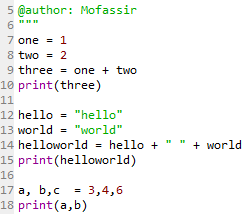 5 @author: Mofassir
6 """
7 one = 1
8 two = 2
9 three = one + two
10 print(three)
11
12 hello = "hello"
13 world = "world"
14 helloworld = hello + " " + world
15 print(helloworld)
16
17 a, b,c  = 3,4,6
18 print(a,b)